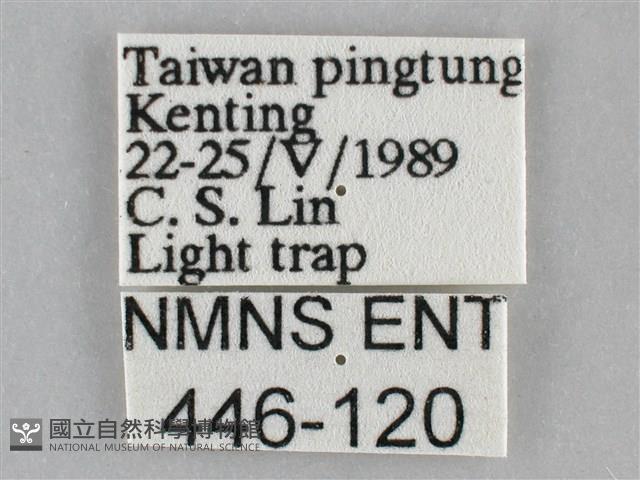 Taiwan pingtung
Kenting
22-25/V/1989
C. S. Lin
Light trap
NMNS ENT
446-120
國立自然科學博物館
NATIONAL MUSEUM OF NATURAL SCIENCE